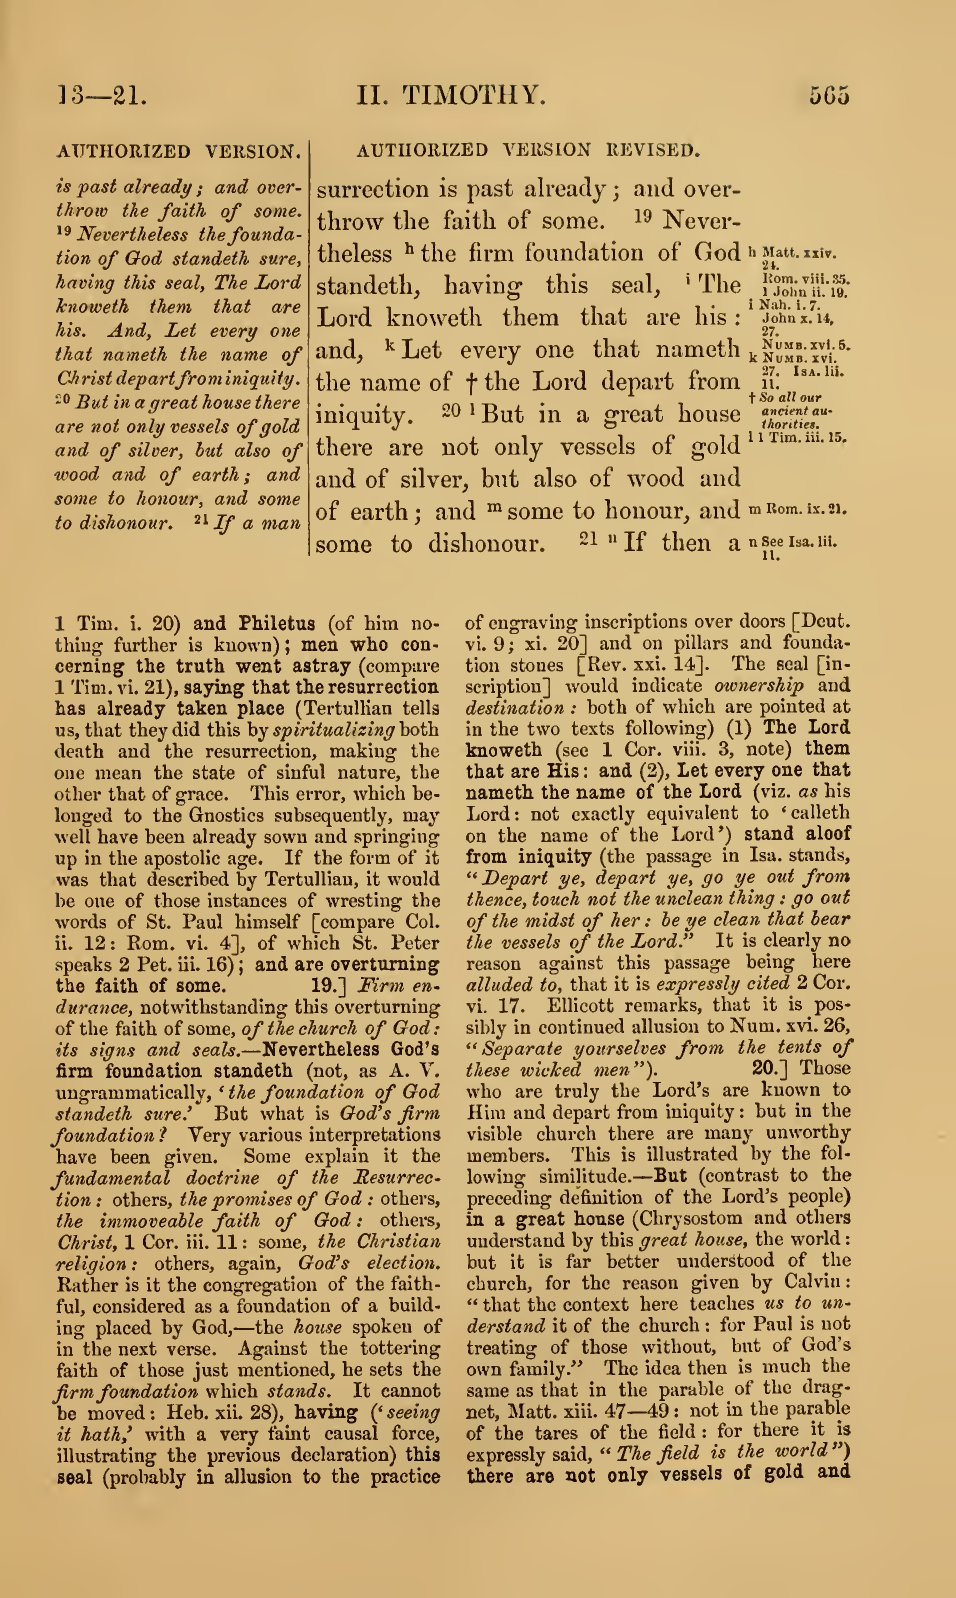 13—21.
II. TIMOTHY.
565
AUTHORIZED VERSION.
is past already; and over-
throw the faith of some.
19 Nevertheless the founda-
tion of God standeth sure,
having this seal, The Lord
knoweth them that are
his. And, Let every one
that nameth the name of
Christ depart from iniquity.
20 But in a great house there
are not only vessels of gold
and of silver, but also of
wood and of earth; and
some to honour, and some
to dishonour. 21 If a man
AUTHORIZED VERSION REVISED.
surrection is past already; and over-
throw the faith of some. 19 Never-
theless h the firm foundation of God
standeth, having this seal, i The
Lord knoweth them that are his:
and, k Let every one that nameth
the name of † the Lord depart from
iniquity. 20 l But in a great house
there are not only vessels of gold
and of silver, but also of wood and
of earth; and m some to honour, and
some to dishonour. 21 n If then a
h Matt. xxiv.
24.
Rom. viii. 35.
1 John ii. 19.
i Nah. i. 7.
John x. 14,
27.
NUMB. xvi. 5.
k NUMB. xvi.
27. ISA. lii.
11.
† So all our
ancient au-
thorities.
l 1 Tim. iii. 15.
m Rom. ix. 21.
n See Isa. lii.
11.
1 Tim. i. 20) and Philetus (of him no-
thing further is known); men who con-
cerning the truth went astray (compare
1 Tim. vi. 21), saying that the resurrection
has already taken place (Tertullian tells
us, that they did this by spiritualizing both
death and the resurrection, making the
one mean the state of sinful nature, the
other that of grace. This error, which be-
longed to the Gnostics subsequently, may
well have been already sown and springing
up in the apostolic age. If the form of it
was that described by Tertullian, it would
be one of those instances of wresting the
words of St. Paul himself [compare Col.
ii. 12: Rom. vi. 4], of which St. Peter
speaks 2 Pet. iii. 16); and are overturning
the faith of some. 19.] Firm en-
durance, notwithstanding this overturning
of the faith of some, of the church of God:
its signs and seals.—Nevertheless God's
firm foundation standeth (not, as A. V.
ungrammatically, 'the foundation of God
standeth sure.' But what is God's firm
foundation? Very various interpretations
have been given. Some explain it the
fundamental doctrine of the Resurrec-
tion: others, the promises of God: others,
the immoveable faith of God: others,
Christ, 1 Cor. iii. 11: some, the Christian
religion: others, again, God's election.
Rather is it the congregation of the faith-
ful, considered as a foundation of a build-
ing placed by God,—the house spoken of
in the next verse. Against the tottering
faith of those just mentioned, he sets the
firm foundation which stands. It cannot
be moved: Heb. xii. 28), having ('seeing
it hath,' with a very faint causal force,
illustrating the previous declaration) this
seal (probably in allusion to the practice
of engraving inscriptions over doors [Deut.
vi. 9; xi. 20] and on pillars and founda-
tion stones [Rev. xxi. 14]. The seal [in-
scription] would indicate ownership and
destination: both of which are pointed at
in the two texts following) (1) The Lord
knoweth (see 1 Cor. viii. 3, note) them
that are His: and (2), Let every one that
nameth the name of the Lord (viz. as his
Lord: not exactly equivalent to 'calleth
on the name of the Lord') stand aloof
from iniquity (the passage in Isa. stands,
"Depart ye, depart ye, go ye out from
thence, touch not the unclean thing: go out
of the midst of her: be ye clean that bear
the vessels of the Lord." It is clearly no
reason against this passage being here
alluded to, that it is expressly cited 2 Cor.
vi. 17. Ellicott remarks, that it is pos-
sibly in continued allusion to Num. xvi. 26,
"Separate yourselves from the tents of
these wicked men"). 20.] Those
who are truly the Lord's are known to
Him and depart from iniquity: but in the
visible church there are many unworthy
members. This is illustrated by the fol-
lowing similitude.—But (contrast to the
preceding definition of the Lord's people)
in a great house (Chrysostom and others
understand by this great house, the world:
but it is far better understood of the
church, for the reason given by Calvin:
"that the context here teaches us to un-
derstand it of the church: for Paul is not
treating of those without, but of God's
own family." The idea then is much the
same as that in the parable of the drag-
net, Matt. xiii. 47—49: not in the parable
of the tares of the field: for there it is
expressly said, "The field is the world")
there are not only vessels of gold and